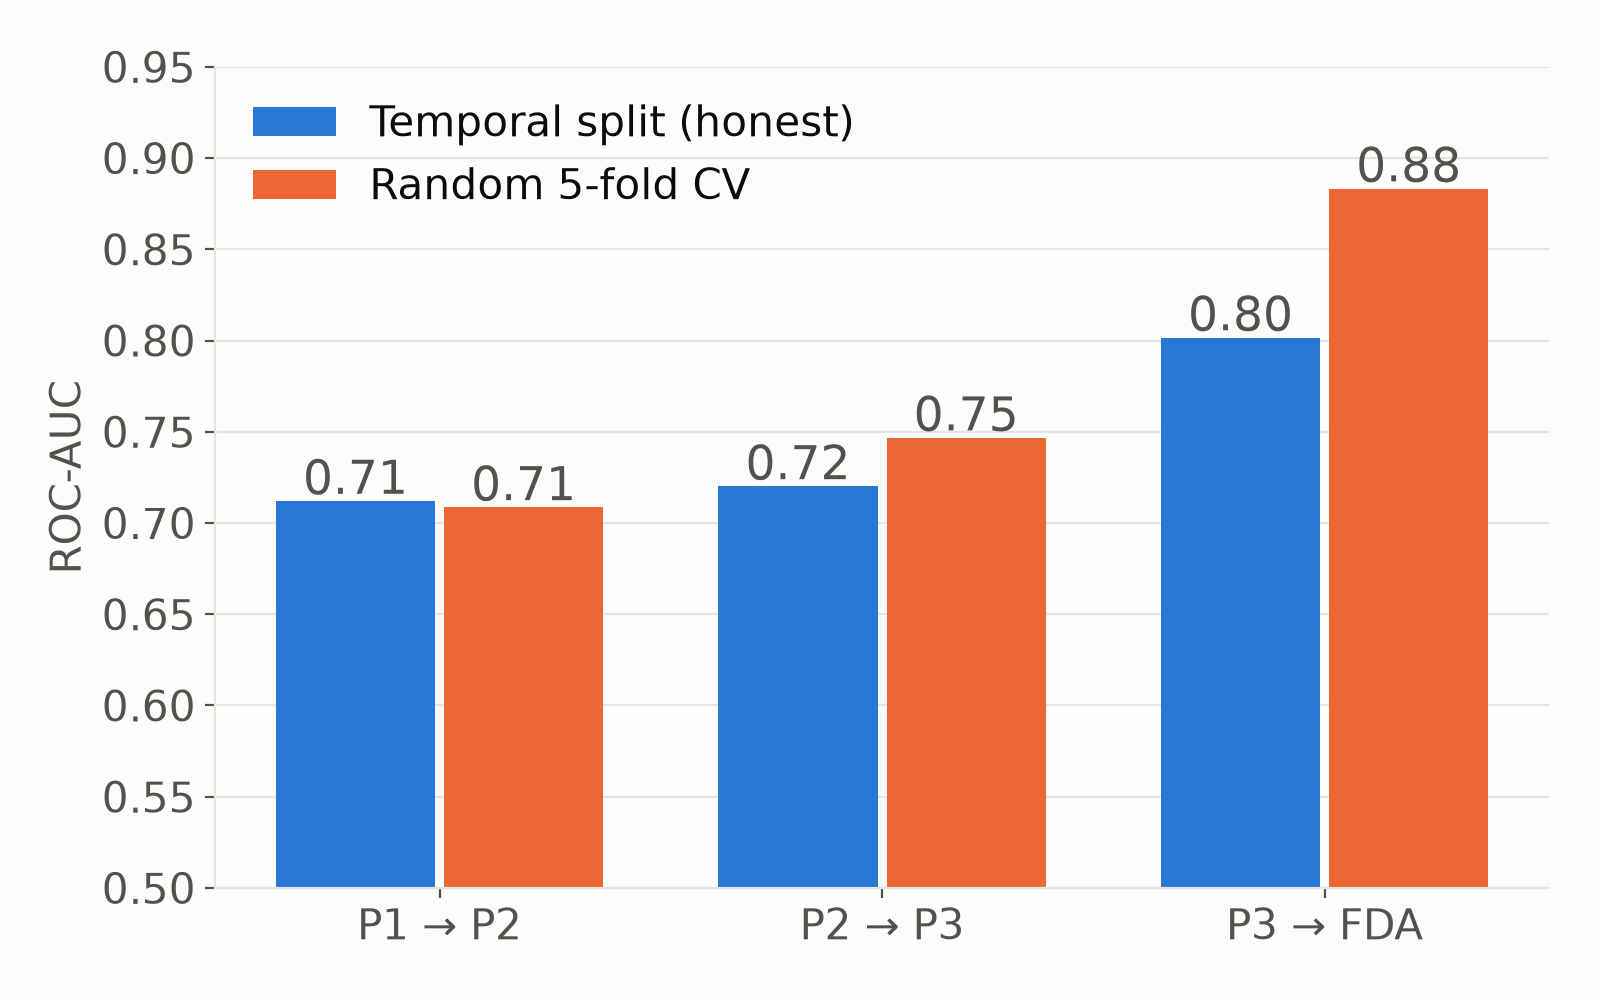 0.95
0.90
0.85
0.80
0.75
0.70
0.65
0.60
0.55
0.50
ROC-AUC
Temporal split (honest)
Random 5-fold CV
0.71
0.71
0.72
0.75
0.80
0.88
P1 → P2
P2 → P3
P3 → FDA